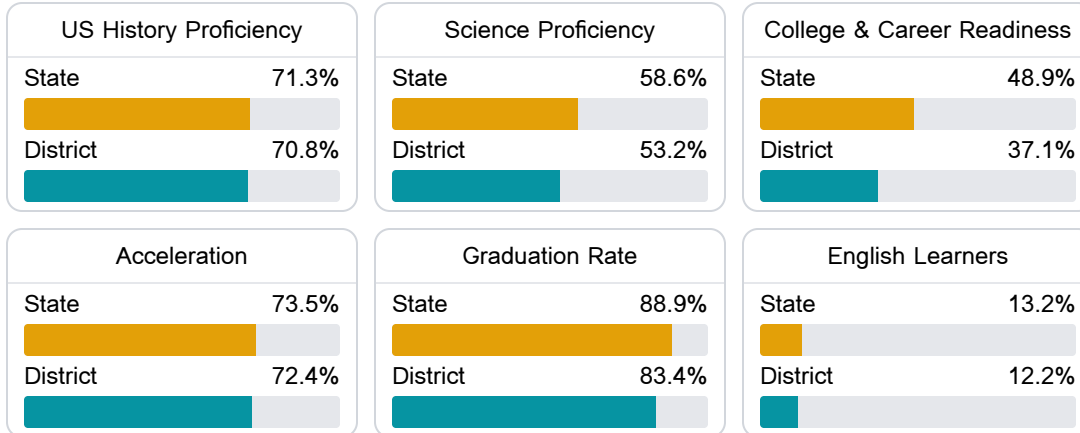 US History Proficiency
State 71.3%
District 70.8%
Science Proficiency
State 58.6%
District 53.2%
College & Career Readiness
State 48.9%
District 37.1%
Acceleration
State 73.5%
District 72.4%
Graduation Rate
State 88.9%
District 83.4%
English Learners
State 13.2%
District 12.2%